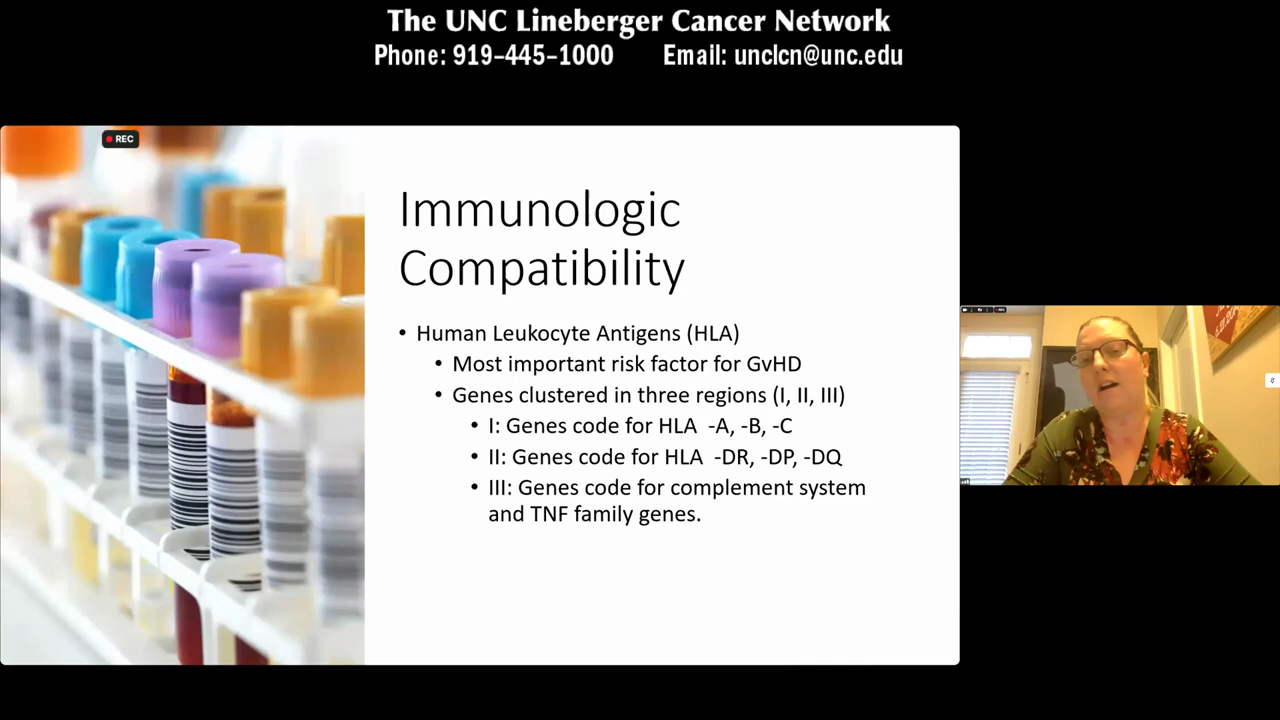 The UNC Lineberger Cancer Network
Phone: 919-445-1000 Email: unclcn@unc.edu
REC
Immunologic
Compatibility
• Human Leukocyte Antigens (HLA)
• Most important risk factor for GvHD
• Genes clustered in three regions (I, II, III)
• I: Genes code for HLA -A, -B, -C
• II: Genes code for HLA -DR, -DP, -DQ
• III: Genes code for complement system
and TNF family genes.